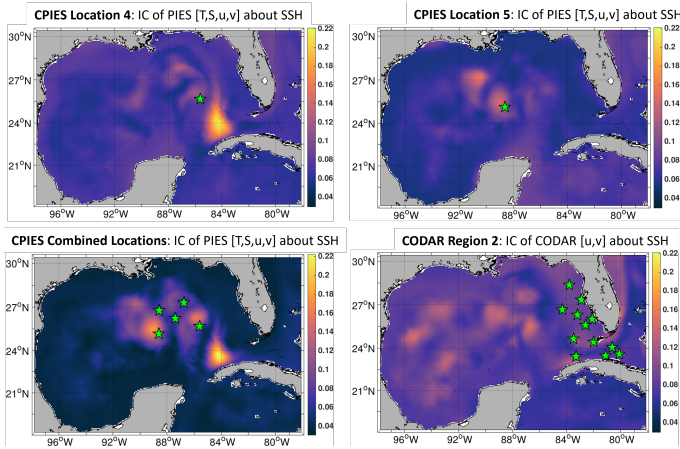 CPIES Location 4: IC of PIES [T,S,u,v] about SSH
30°N
27°N
24°N
21°N
96°W 92°W 88°W 84°W 80°W
0.22
0.2
0.18
0.16
0.14
0.12
0.1
0.08
0.06
0.04
CPIES Location 5: IC of PIES [T,S,u,v] about SSH
30°N
27°N
24°N
21°N
96°W 92°W 88°W 84°W 80°W
0.22
0.2
0.18
0.16
0.14
0.12
0.1
0.08
0.06
0.04
CPIES Combined Locations: IC of PIES [T,S,u,v] about SSH
30°N
27°N
24°N
21°N
96°W 92°W 88°W 84°W 80°W
0.22
0.2
0.18
0.16
0.14
0.12
0.1
0.08
0.06
0.04
CODAR Region 2: IC of CODAR [u,v] about SSH
30°N
27°N
24°N
21°N
96°W 92°W 88°W 84°W 80°W
0.22
0.2
0.18
0.16
0.14
0.12
0.1
0.08
0.06
0.04